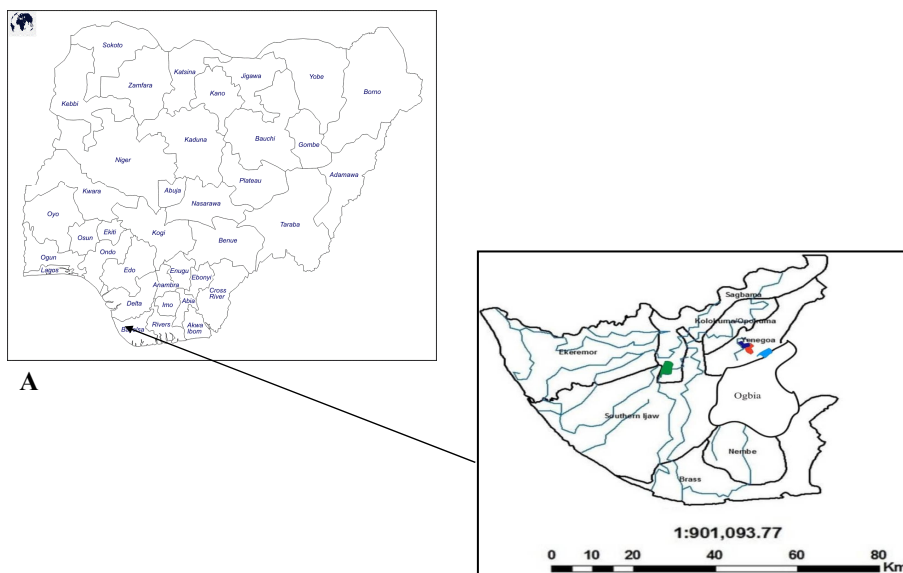 Sokoto
Katsina
Jigawa
Yobe
Borno
Zamfara
Kano
Kebbi
Kaduna
Bauchi
Gombe
Niger
Adamawa
Plateau
Abuja
Kwara
Nasarawa
Oyo
Taraba
Osun
Ekiti
Kogi
Benue
Ogun
Ondo
Lagos
Edo
Enugu
Ebonyi
Anambra
Cross
River
Delta
Imo
Abia
Rivers
Akwa
Ibom
A
Sagbama
Kolokuma/Opokuma
Yenegoa
Ekeremor
Ogbia
Southern Ijaw
Nembe
Brass
1:901,093.77
0 10 20 40 60 80
Km